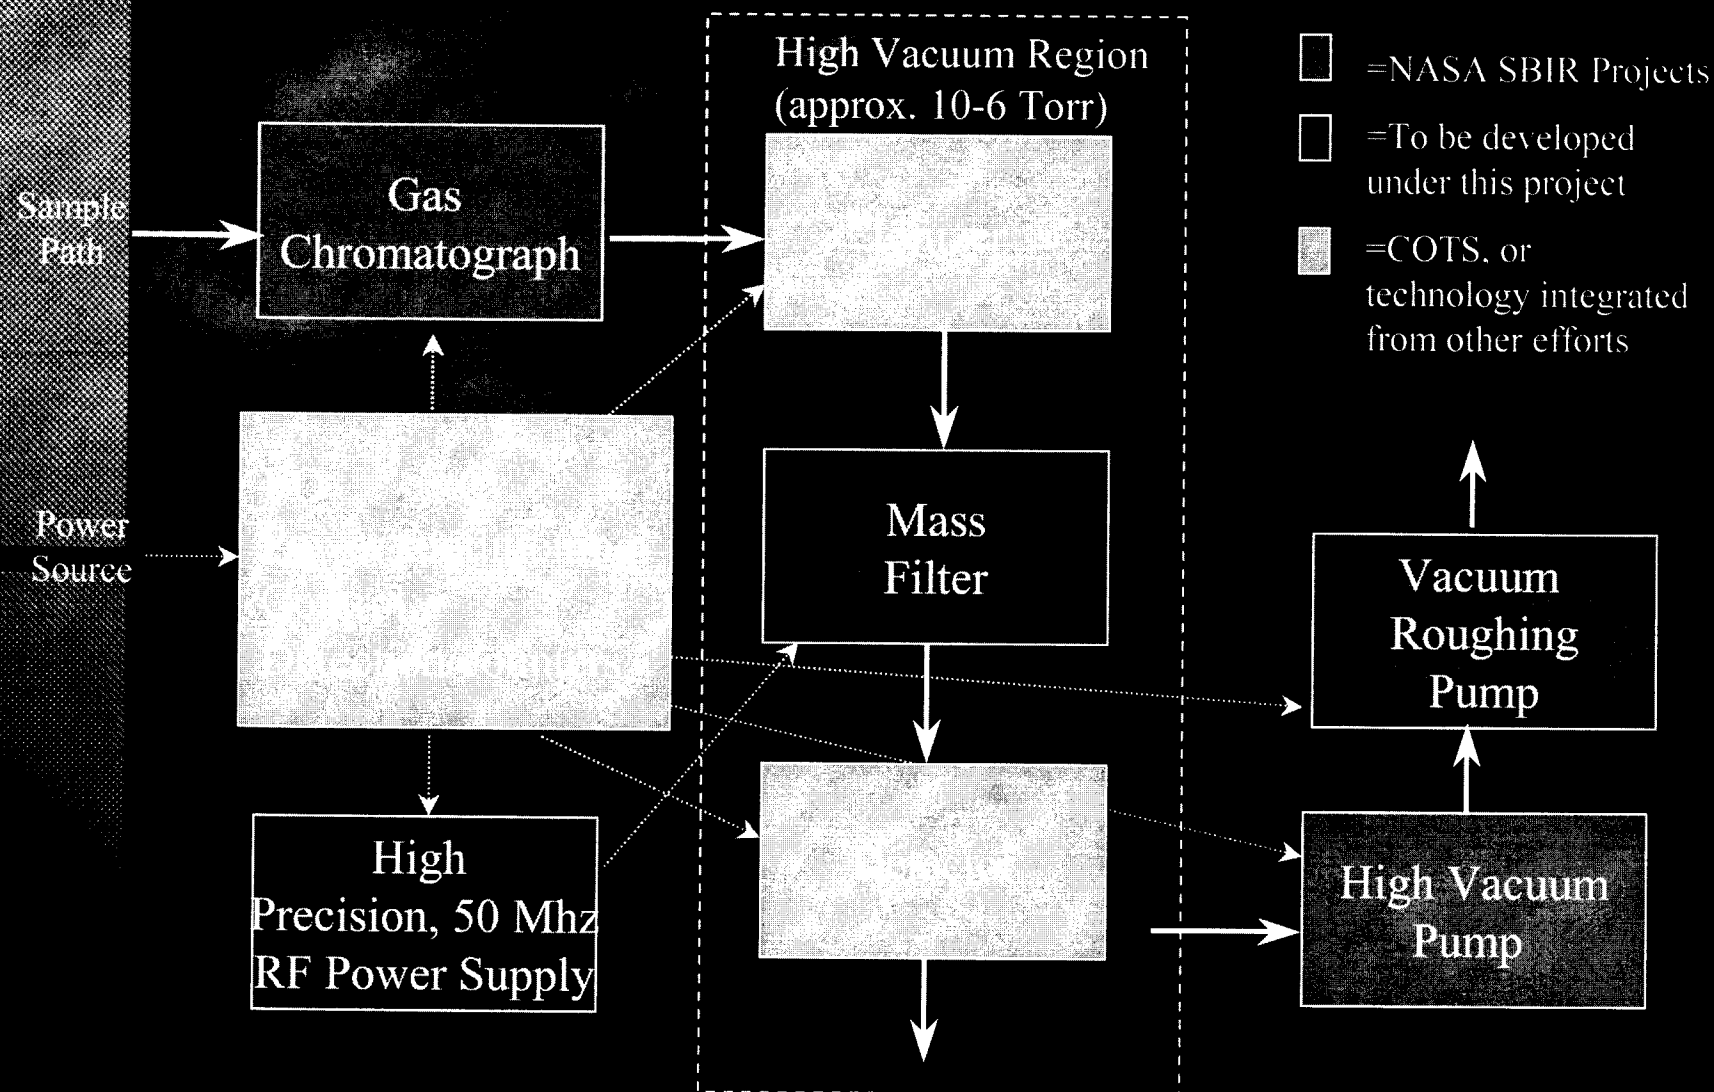 High Vacuum Region
(approx. 10-6 Torr)
=NASA SBIR Projects
=To be developed
under this project
=COTS, or
technology integrated
from other efforts
Sample
Path
Gas
Chromatograph
Power
Source
Mass
Filter
Vacuum
Roughing
Pump
High
Precision, 50 Mhz
RF Power Supply
High Vacuum
Pump